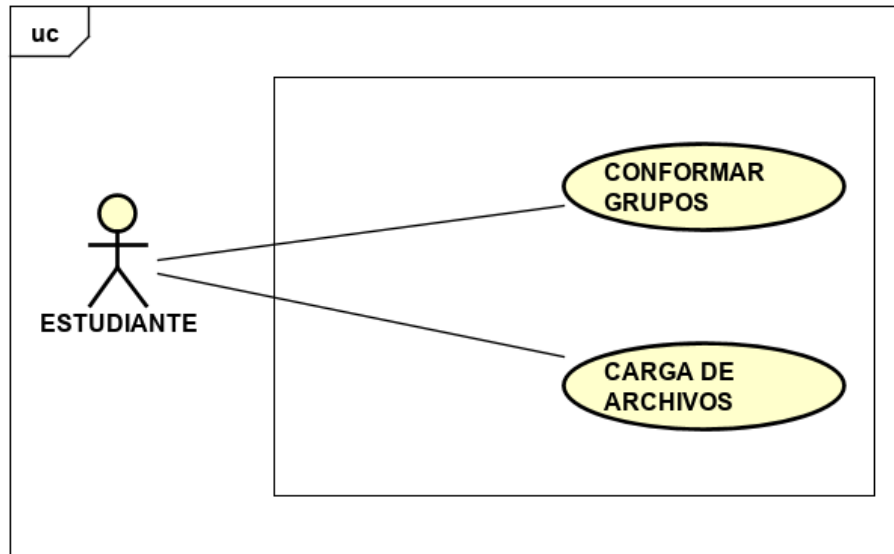 uc
CONFORMAR
GRUPOS
ESTUDIANTE
CARGA DE
ARCHIVOS